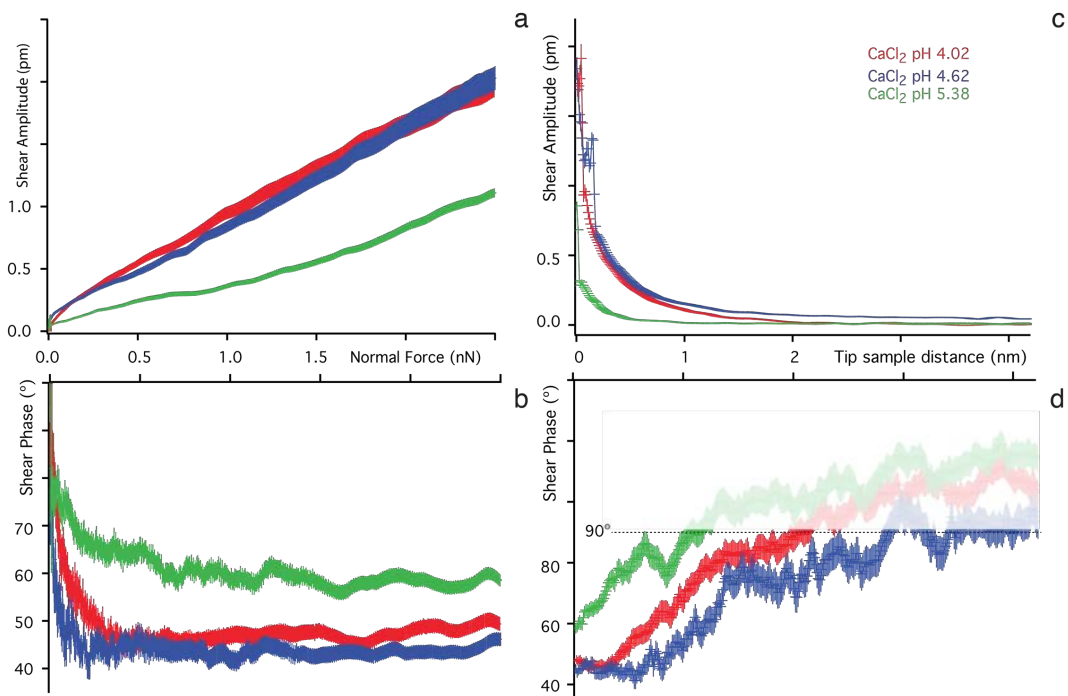 a
Shear Amplitude (pm)
1.0
0.5
0.0
0.0
0.5
1.0
1.5
Normal Force (nN)
c
Shear Amplitude (pm)
CaCl2 pH 4.02
CaCl2 pH 4.62
CaCl2 pH 5.38
0.5
0.0
0
1
2
Tip sample distance (nm)
b
Shear Phase (°)
70
60
50
40
d
Shear Phase (°)
90°
80
60
40